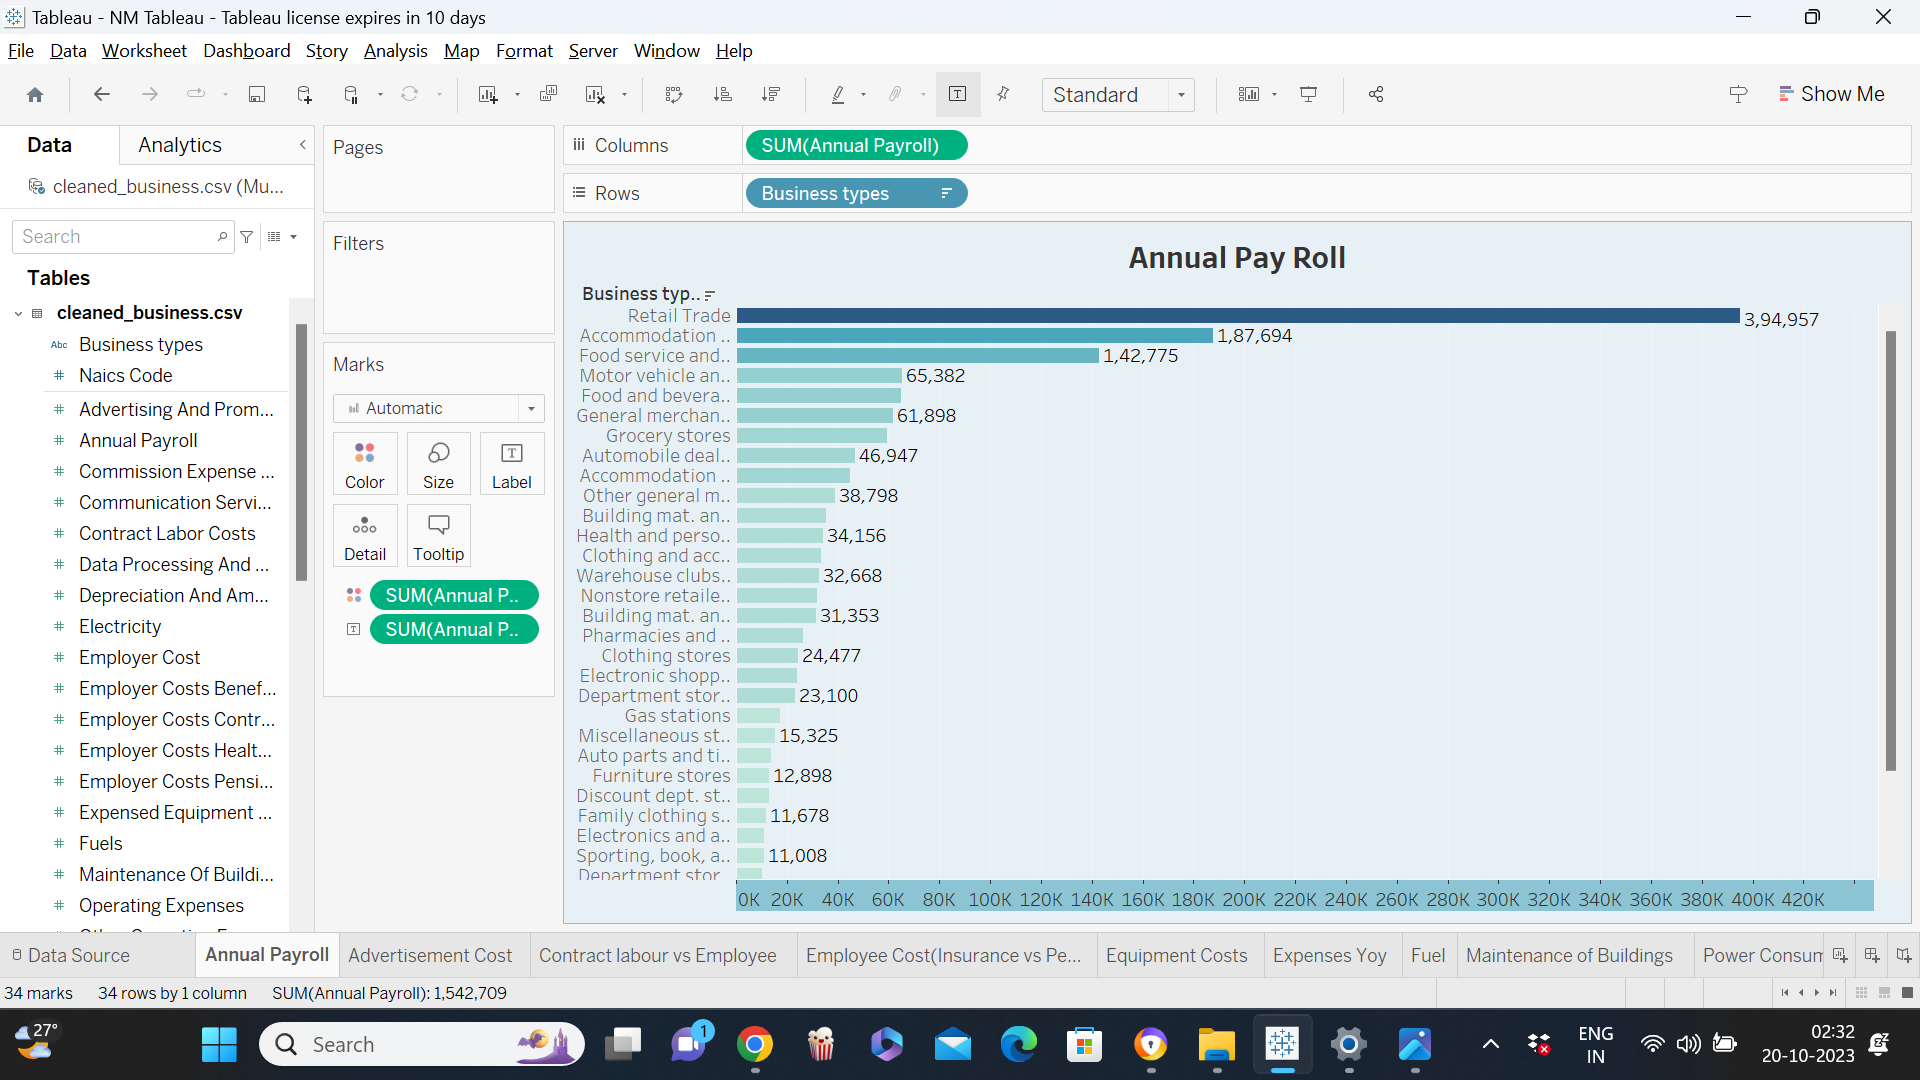 Tableau - NM Tableau - Tableau license expires in 10 days
File Data Worksheet Dashboard Story Analysis Map Format Server Window Help
Standard
Show Me
Data
Analytics
cleaned_business.csv (Mu...
Search
Tables
cleaned_business.csv
Abc Business types
# Naics Code
# Advertising And Prom...
# Annual Payroll
# Commission Expense ...
# Communication Servi...
# Contract Labor Costs
# Data Processing And ...
# Depreciation And Am...
# Electricity
# Employer Cost
# Employer Costs Benef...
# Employer Costs Contr...
# Employer Costs Healt...
# Employer Costs Pensi...
# Expensed Equipment ...
# Fuels
# Maintenance Of Buildi...
# Operating Expenses
Pages
Filters
Marks
Automatic
Color
Size
Label
Detail
Tooltip
SUM(Annual P..
SUM(Annual P..
Columns
SUM(Annual Payroll)
Rows
Business types
Annual Pay Roll
Business typ..
Retail Trade 3,94,957
Accommodation .. 1,87,694
Food service and.. 1,42,775
Motor vehicle an.. 65,382
Food and bevera..
General merchan.. 61,898
Grocery stores
Automobile deal.. 46,947
Accommodation ..
Other general m.. 38,798
Building mat. an..
Health and perso.. 34,156
Clothing and acc..
Warehouse clubs.. 32,668
Nonstore retaile..
Building mat. an.. 31,353
Pharmacies and ..
Clothing stores 24,477
Electronic shopp..
Department stor.. 23,100
Gas stations
Miscellaneous st.. 15,325
Auto parts and ti..
Furniture stores 12,898
Discount dept. st..
Family clothing s.. 11,678
Electronics and a..
Sporting, book, a.. 11,008
Department stor
0K 20K 40K 60K 80K 100K 120K 140K 160K 180K 200K 220K 240K 260K 280K 300K 320K 340K 360K 380K 400K 420K
Data Source
Annual Payroll
Advertisement Cost
Contract labour vs Employee
Employee Cost(Insurance vs Pe...
Equipment Costs
Expenses Yoy
Fuel
Maintenance of Buildings
Power Consum
34 marks 34 rows by 1 column SUM(Annual Payroll): 1,542,709
27°
Search
1
ENG
IN
02:32
20-10-2023